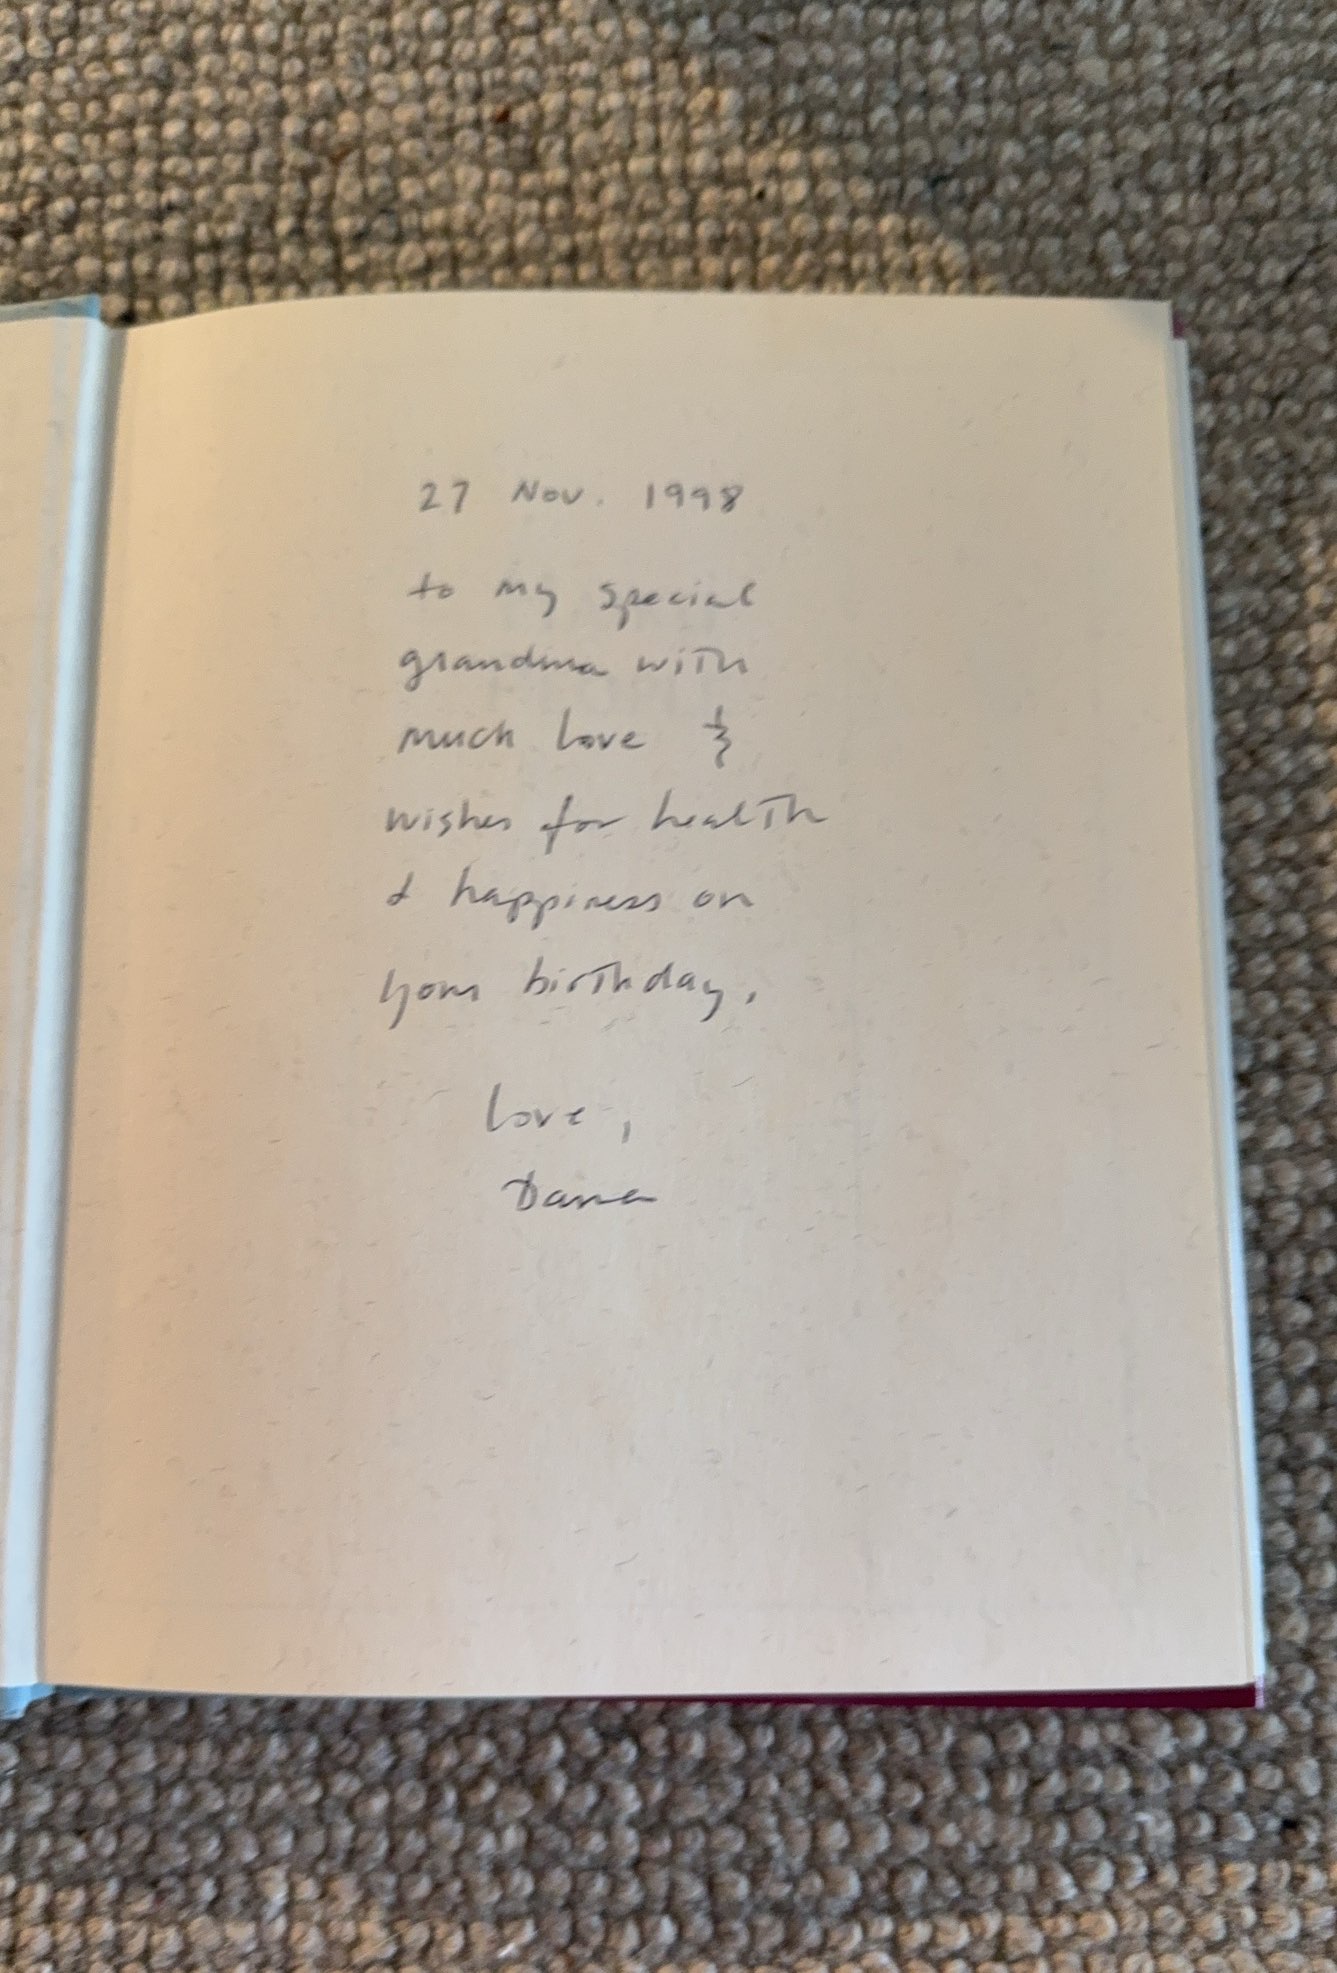 27 Nov. 1998
to my special
grandma with
much love &
wishes for health
& happiness on
your birthday.
Love,
Dana